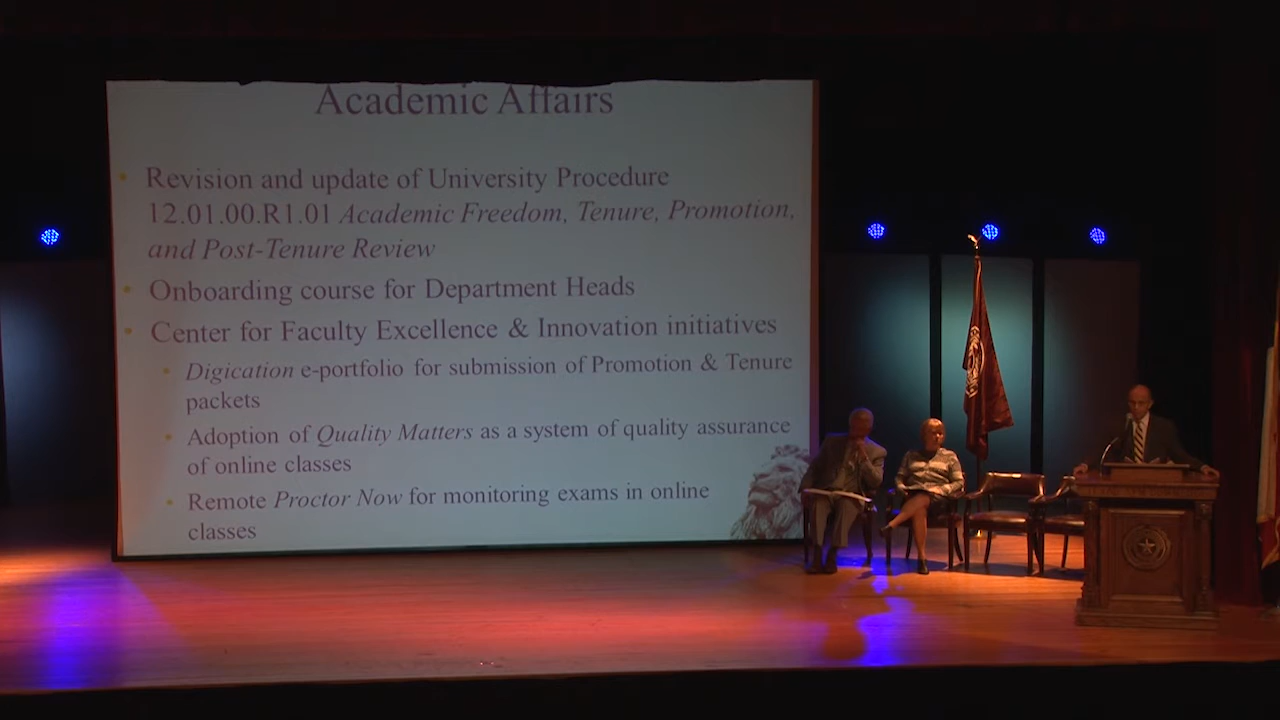 Academic Affairs
• Revision and update of University Procedure
12.01.00.R1.01 Academic Freedom, Tenure, Promotion,
and Post-Tenure Review
• Onboarding course for Department Heads
• Center for Faculty Excellence & Innovation initiatives
• Digication e-portfolio for submission of Promotion & Tenure
packets
• Adoption of Quality Matters as a system of quality assurance
of online classes
• Remote Proctor Now for monitoring exams in online
classes